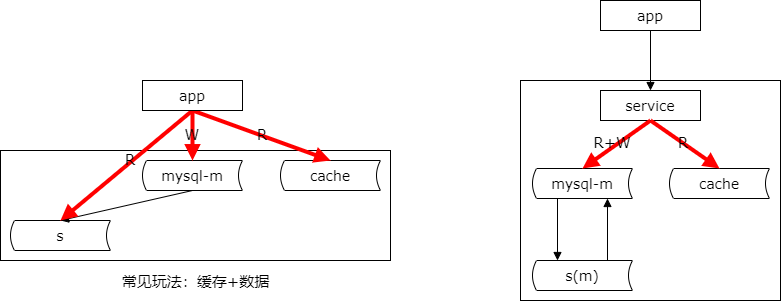 app
W
R
R
mysql-m
cache
s
常见玩法：缓存+数据
app
service
R+W
R
mysql-m
cache
s(m)